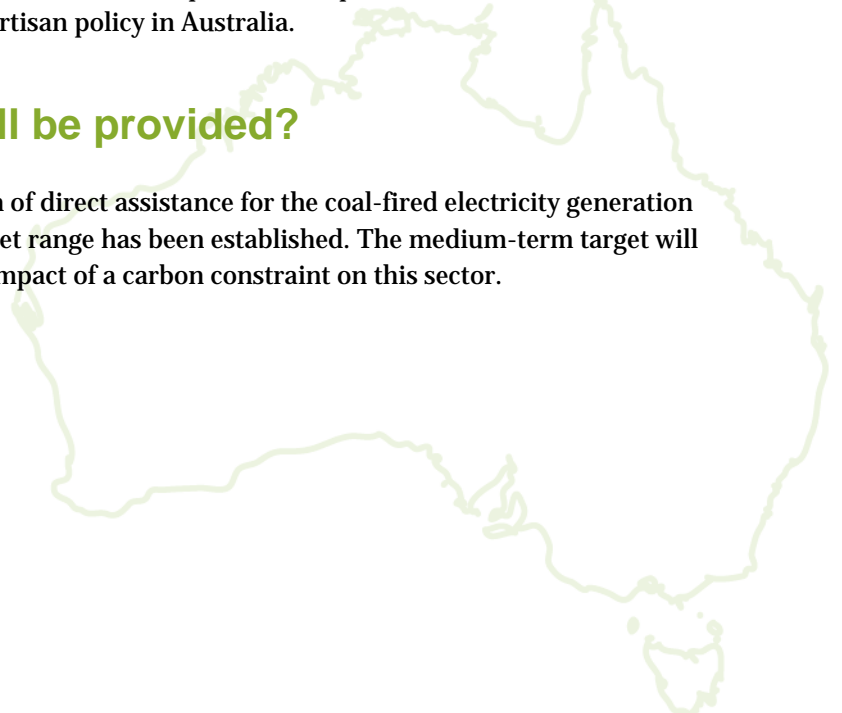 rtisan policy in Australia.
ll be provided?
n of direct assistance for the coal-fired electricity generation
et range has been established. The medium-term target will
mpact of a carbon constraint on this sector.